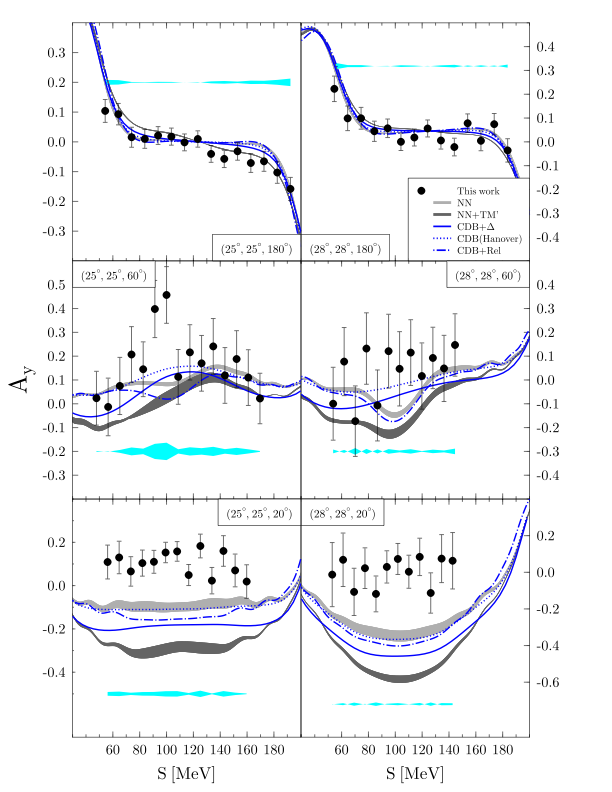 0.3
0.2
0.1
0.0
-0.1
-0.2
-0.3
0.4
0.3
0.2
0.1
0.0
-0.1
-0.2
-0.3
-0.4
This work
NN
NN+TM'
CDB+Δ
CDB(Hanover)
CDB+Rel
(25°, 25°, 180°)
(28°, 28°, 180°)
(25°, 25°, 60°)
(28°, 28°, 60°)
0.5
0.4
0.3
0.2
0.1
0.0
-0.1
-0.2
-0.3
0.4
0.3
0.2
0.1
0.0
-0.1
-0.2
-0.3
-0.4
A_y
(25°, 25°, 20°)
(28°, 28°, 20°)
0.2
0.0
-0.2
-0.4
0.2
0.0
-0.2
-0.4
-0.6
60 80 100 120 140 160 180
60 80 100 120 140 160 180
S [MeV]
S [MeV]